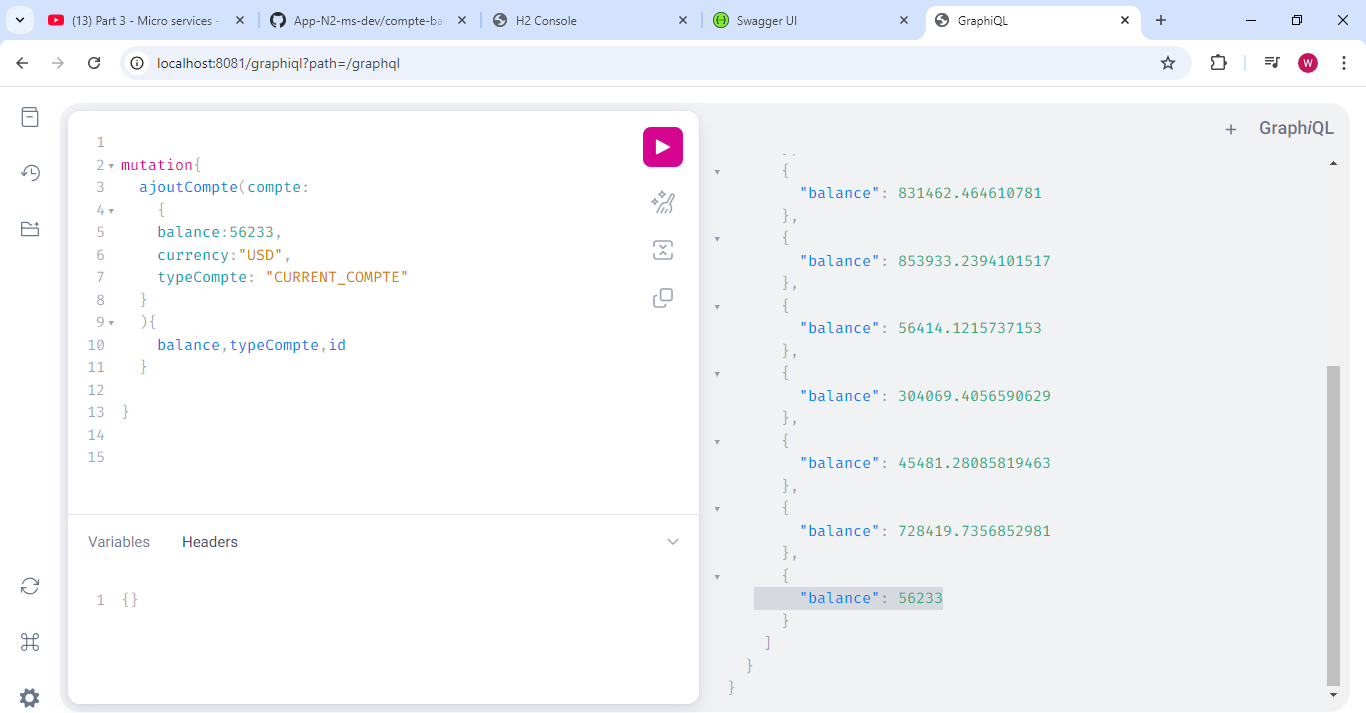 (13) Part 3 - Micro services -
App-N2-ms-dev/compte-ba
H2 Console
Swagger UI
GraphiQL
localhost:8081/graphiql?path=/graphql
W
1
2 mutation{
3 ajoutCompte(compte:
4 {
5 balance:56233,
6 currency:"USD",
7 typeCompte: "CURRENT_COMPTE"
8 }
9 ){
10 balance,typeCompte,id
11 }
12
13 }
14
15
Variables Headers
1 {}
+ GraphiQL
{
"balance": 831462.464610781
},
{
"balance": 853933.2394101517
},
{
"balance": 56414.1215737153
},
{
"balance": 304069.4056590629
},
{
"balance": 45481.28085819463
},
{
"balance": 728419.7356852981
},
{
"balance": 56233
}
]
}
}